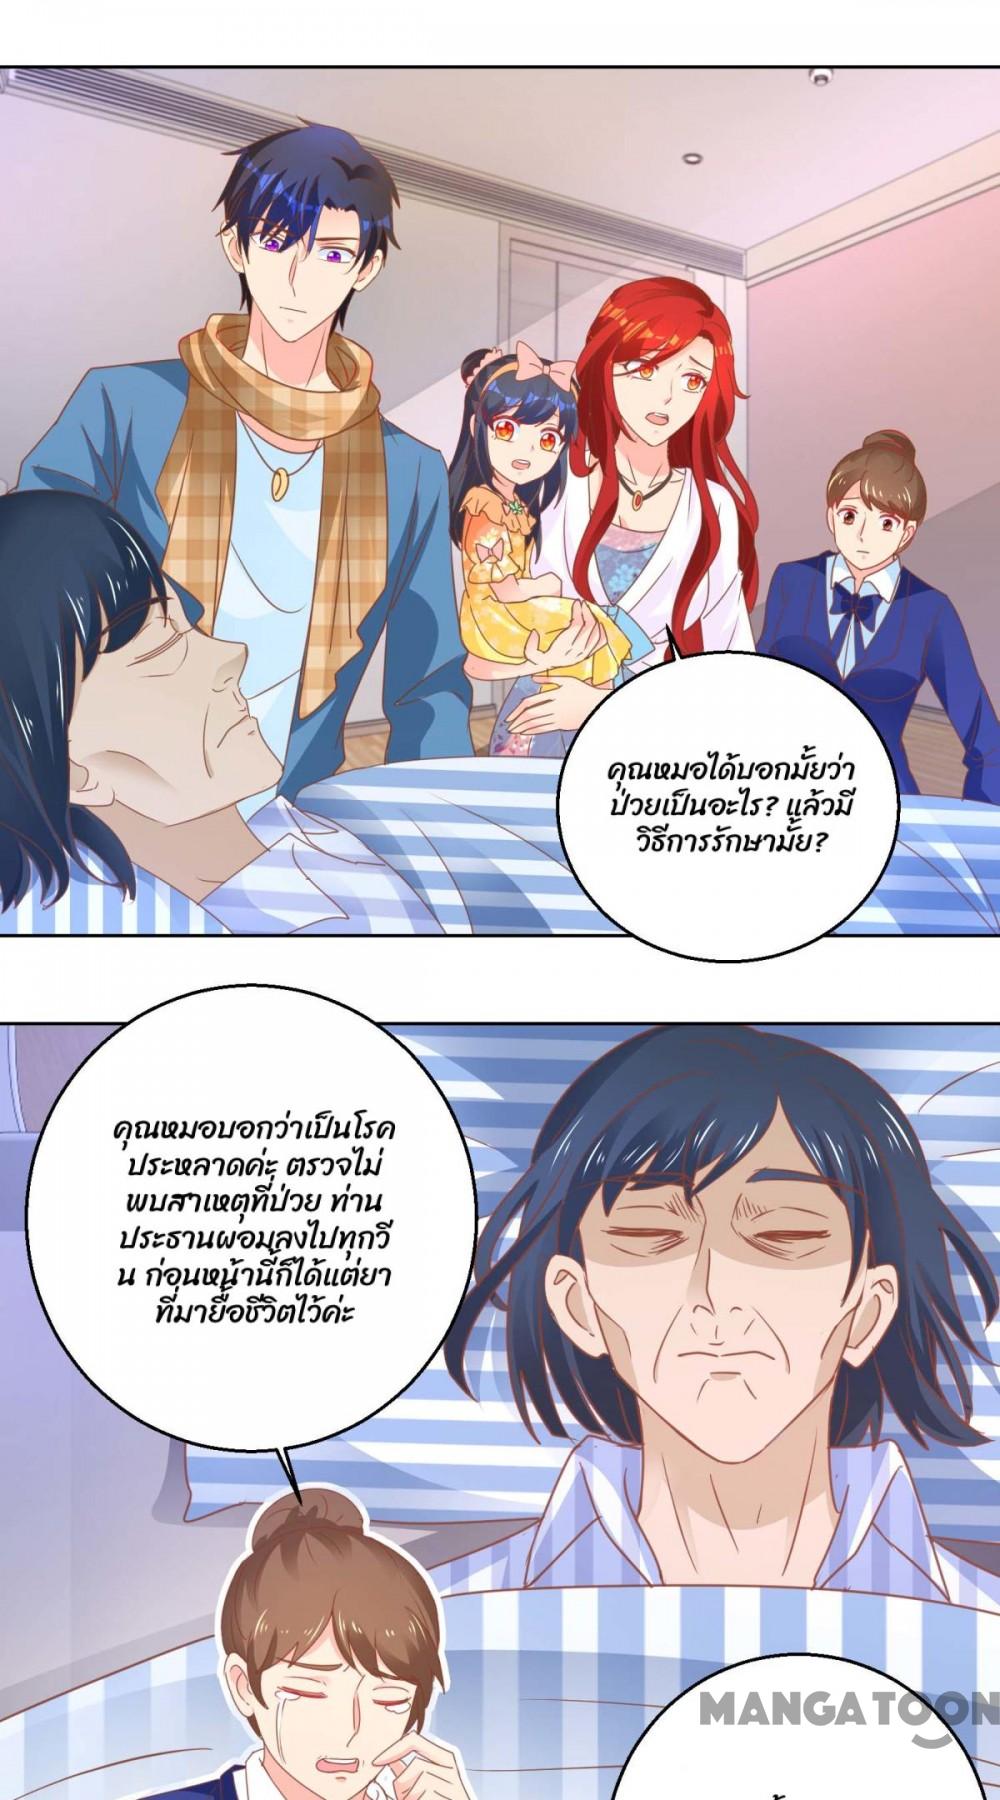 คุณหมอได้บอกมั้ยว่า
ป่วยเป็นอะไร? แล้วมี
วิธีการรักษามั้ย?
คุณหมอบอกว่าเป็นโรค
ประหลาดค่ะ ตรวจไม่
พบสาเหตุที่ป่วย ท่าน
ประธานผอมลงไปทุกวี
น ก่อนหน้านี้ก็ได้แต่ยา
ที่มายื้อชีวิตไว้ค่ะ
MANGATOON